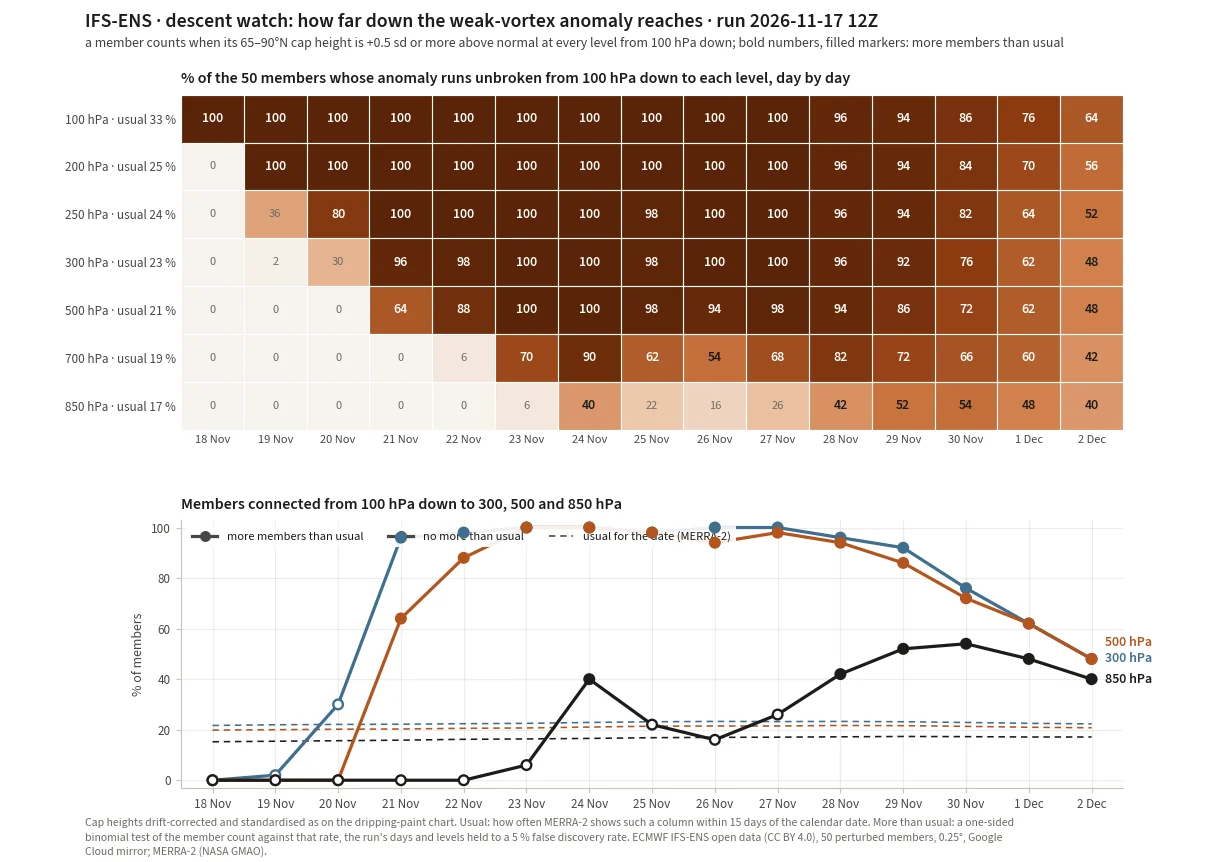 IFS-ENS · descent watch: how far down the weak-vortex anomaly reaches · run 2026-11-17 12Z
a member counts when its 65–90°N cap height is +0.5 sd or more above normal at every level from 100 hPa down; bold numbers, filled markers: more members than usual
% of the 50 members whose anomaly runs unbroken from 100 hPa down to each level, day by day
100 hPa · usual 33 % 100 100 100 100 100 100 100 100 100 100 96 94 86 76 64
200 hPa · usual 25 % 0 100 100 100 100 100 100 100 100 100 96 94 84 70 56
250 hPa · usual 24 % 0 36 80 100 100 100 100 98 100 100 96 94 82 64 52
300 hPa · usual 23 % 0 2 30 96 98 100 100 98 100 100 96 92 76 62 48
500 hPa · usual 21 % 0 0 0 64 88 100 100 98 94 98 94 86 72 62 48
700 hPa · usual 19 % 0 0 0 0 6 70 90 62 54 68 82 72 66 60 42
850 hPa · usual 17 % 0 0 0 0 0 6 40 22 16 26 42 52 54 48 40
18 Nov 19 Nov 20 Nov 21 Nov 22 Nov 23 Nov 24 Nov 25 Nov 26 Nov 27 Nov 28 Nov 29 Nov 30 Nov 1 Dec 2 Dec
Members connected from 100 hPa down to 300, 500 and 850 hPa
100
more members than usual no more than usual usual for the date (MERRA-2)
80
60
40
20
0
% of members
500 hPa
300 hPa
850 hPa
18 Nov 19 Nov 20 Nov 21 Nov 22 Nov 23 Nov 24 Nov 25 Nov 26 Nov 27 Nov 28 Nov 29 Nov 30 Nov 1 Dec 2 Dec
Cap heights drift-corrected and standardised as on the dripping-paint chart. Usual: how often MERRA-2 shows such a column within 15 days of the calendar date. More than usual: a one-sided
binomial test of the member count against that rate, the run's days and levels held to a 5 % false discovery rate. ECMWF IFS-ENS open data (CC BY 4.0), 50 perturbed members, 0.25°, Google
Cloud mirror; MERRA-2 (NASA GMAO).